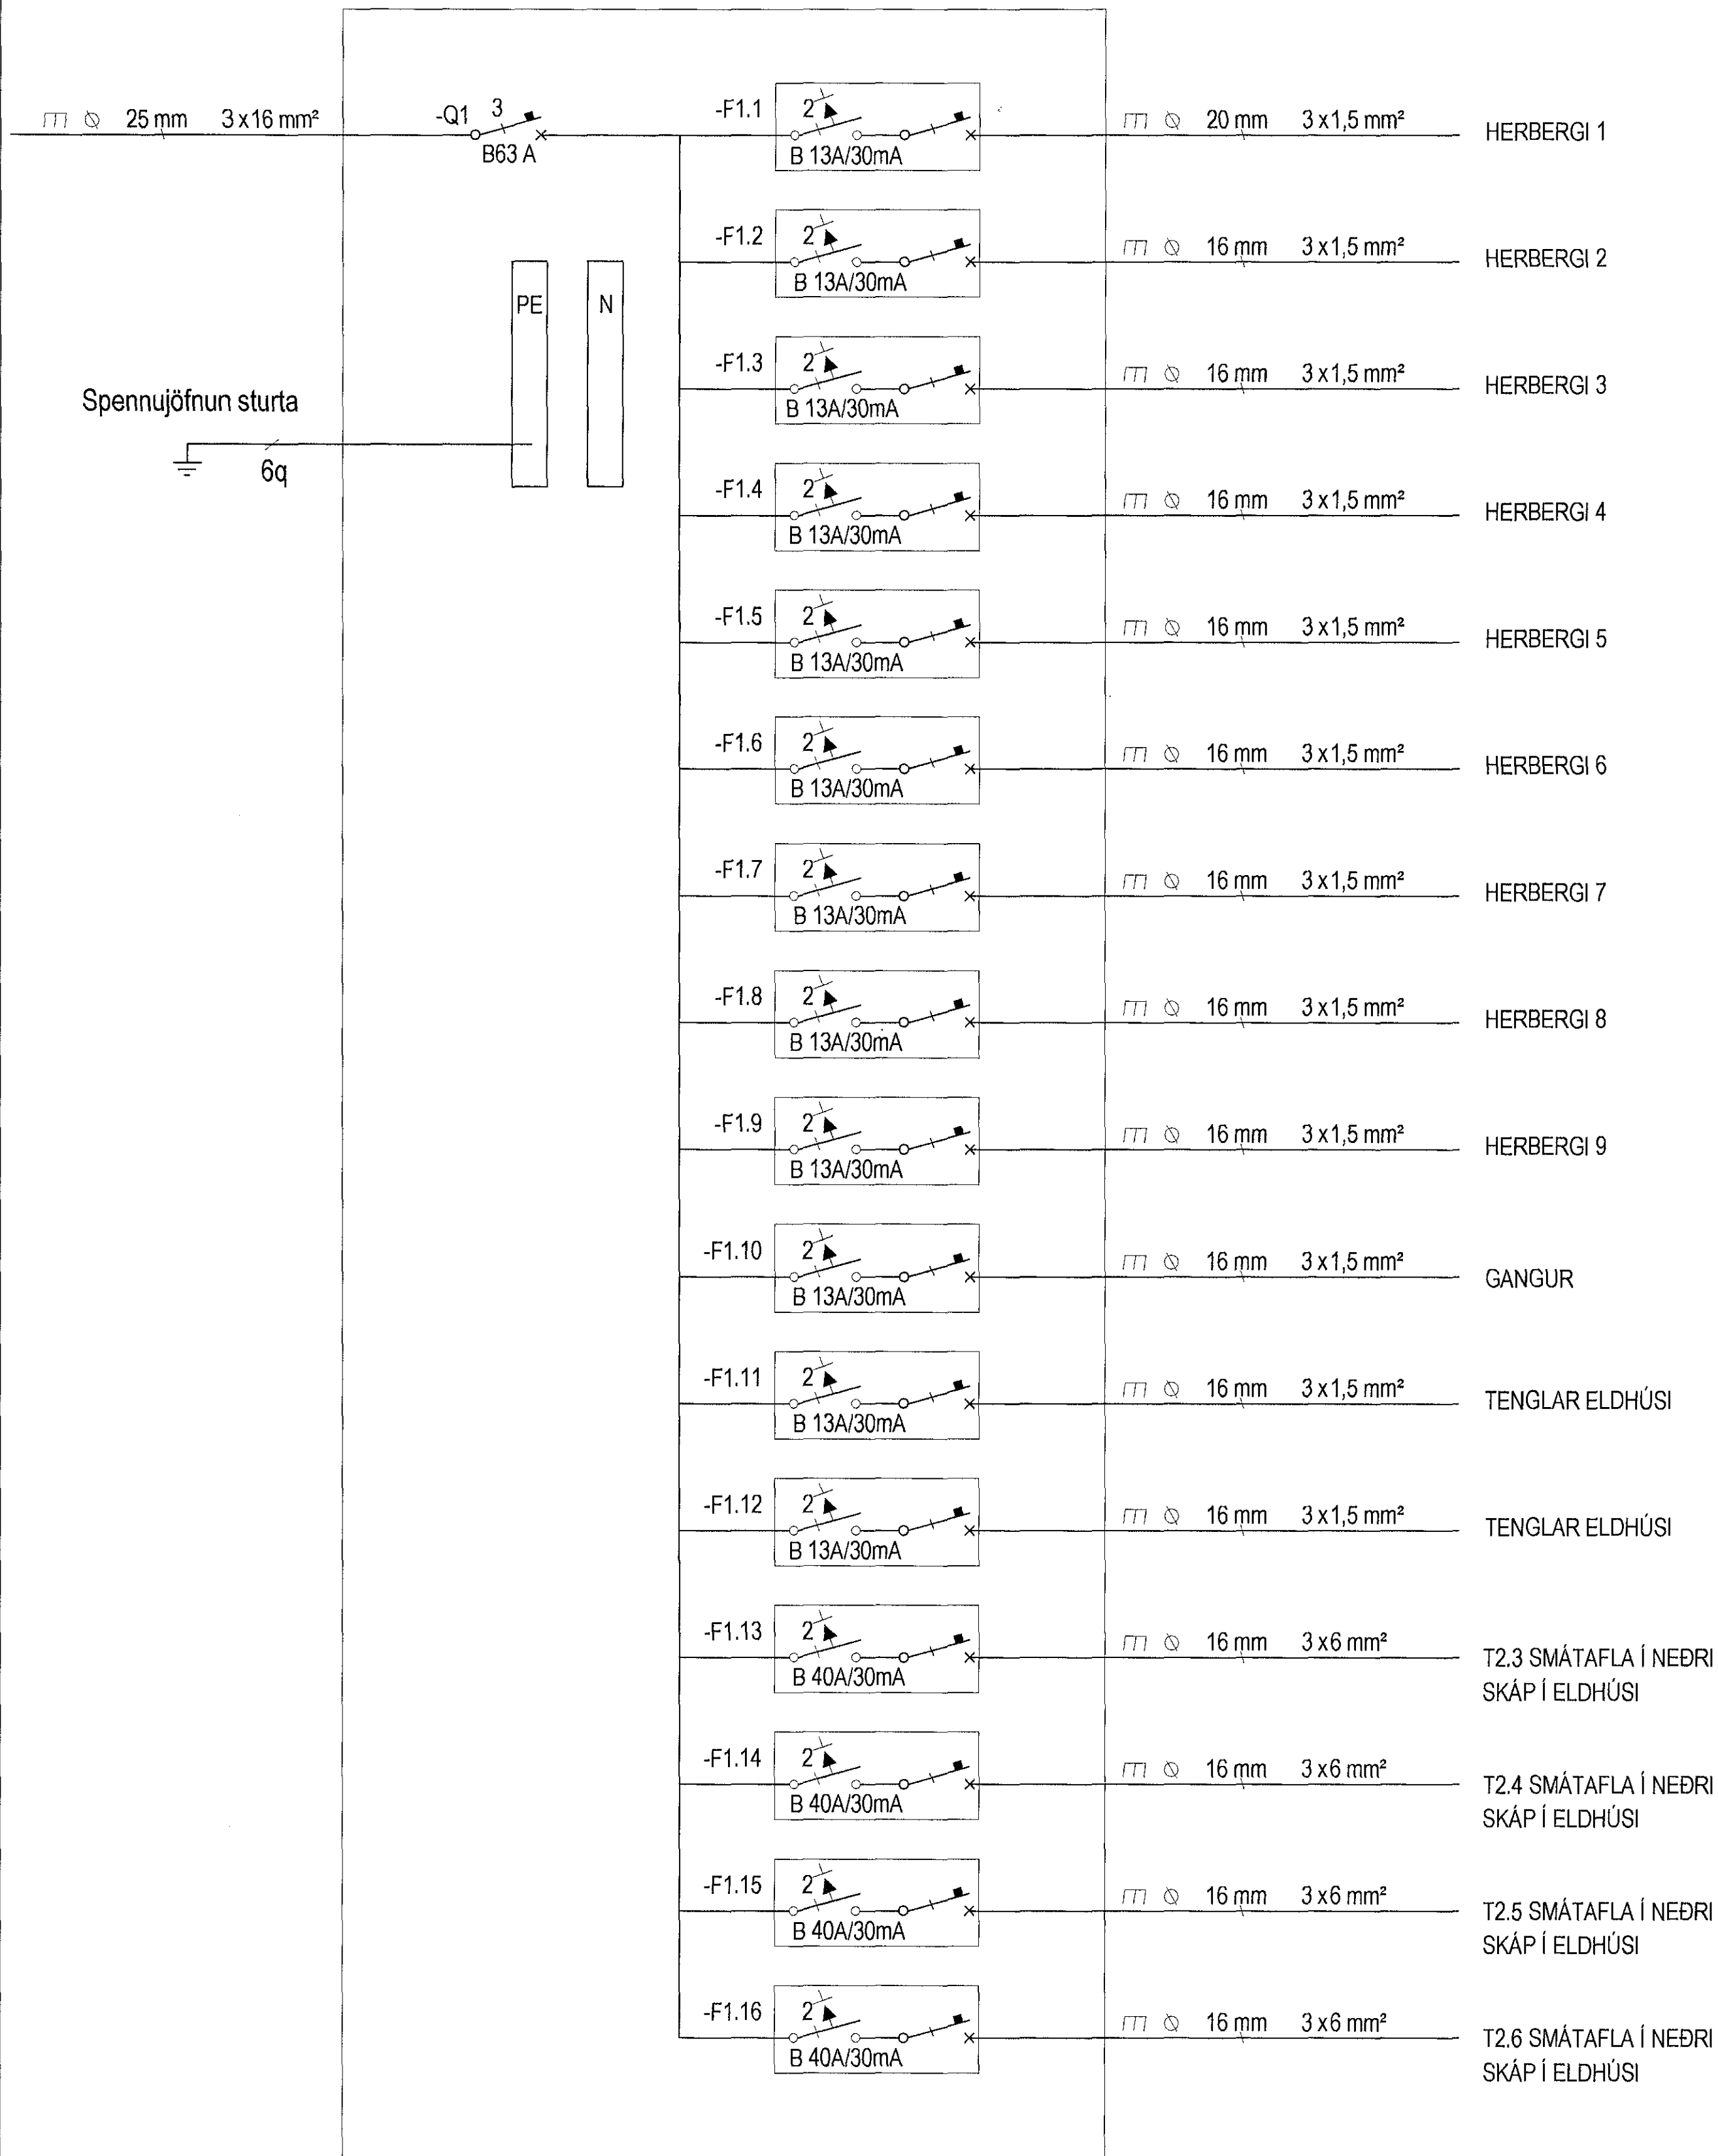 25 mm 3 x 16 mm²
-Q1 3
B63 A
PE N
Spennujöfnun sturta
6q
-F1.1 2
B 13A/30mA
20 mm 3 x 1,5 mm²
HERBERGI 1
-F1.2 2
B 13A/30mA
16 mm 3 x 1,5 mm²
HERBERGI 2
-F1.3 2
B 13A/30mA
16 mm 3 x 1,5 mm²
HERBERGI 3
-F1.4 2
B 13A/30mA
16 mm 3 x 1,5 mm²
HERBERGI 4
-F1.5 2
B 13A/30mA
16 mm 3 x 1,5 mm²
HERBERGI 5
-F1.6 2
B 13A/30mA
16 mm 3 x 1,5 mm²
HERBERGI 6
-F1.7 2
B 13A/30mA
16 mm 3 x 1,5 mm²
HERBERGI 7
-F1.8 2
B 13A/30mA
16 mm 3 x 1,5 mm²
HERBERGI 8
-F1.9 2
B 13A/30mA
16 mm 3 x 1,5 mm²
HERBERGI 9
-F1.10 2
B 13A/30mA
16 mm 3 x 1,5 mm²
GANGUR
-F1.11 2
B 13A/30mA
16 mm 3 x 1,5 mm²
TENGLAR ELDHÚSI
-F1.12 2
B 13A/30mA
16 mm 3 x 1,5 mm²
TENGLAR ELDHÚSI
-F1.13 2
B 40A/30mA
16 mm 3 x 6 mm²
T2.3 SMÁTAFLA Í NEÐRI
SKÁP Í ELDHÚSI
-F1.14 2
B 40A/30mA
16 mm 3 x 6 mm²
T2.4 SMÁTAFLA Í NEÐRI
SKÁP Í ELDHÚSI
-F1.15 2
B 40A/30mA
16 mm 3 x 6 mm²
T2.5 SMÁTAFLA Í NEÐRI
SKÁP Í ELDHÚSI
-F1.16 2
B 40A/30mA
16 mm 3 x 6 mm²
T2.6 SMÁTAFLA Í NEÐRI
SKÁP Í ELDHÚSI